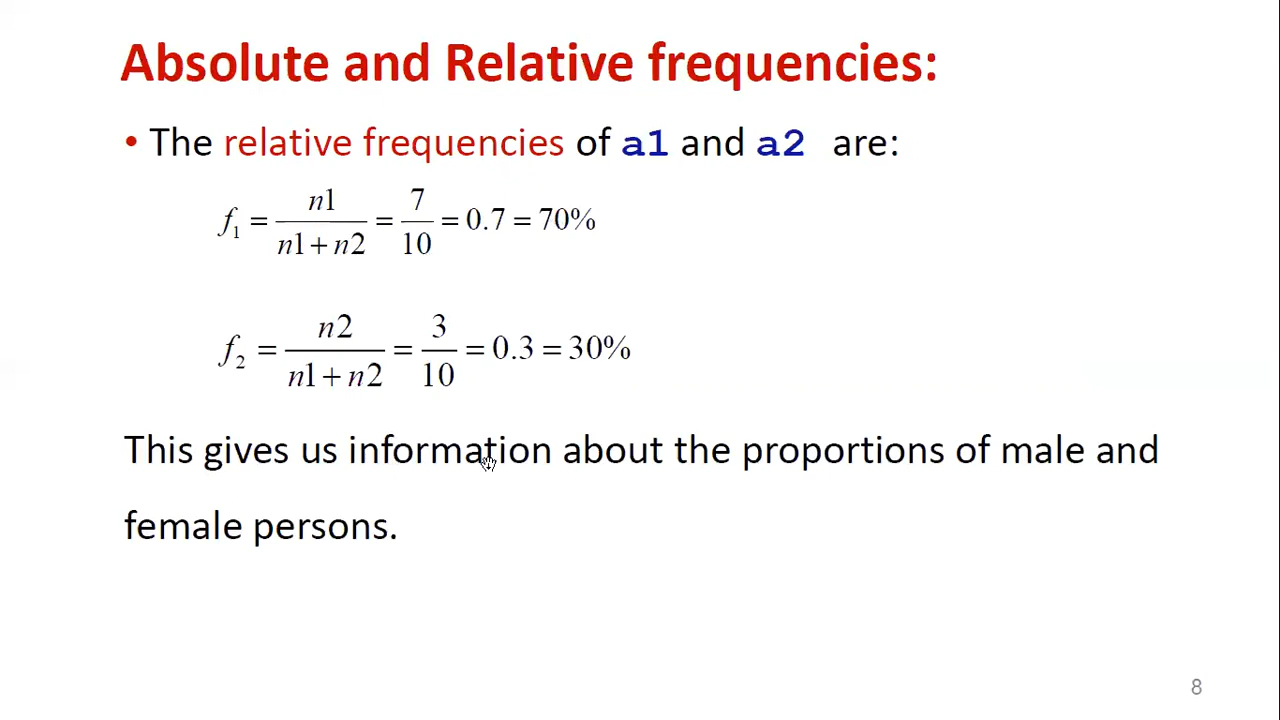 Absolute and Relative frequencies:
• The relative frequencies of a1 and a2 are:
f₁ = n1/(n1+n2) = 7/10 = 0.7 = 70%
f₂ = n2/(n1+n2) = 3/10 = 0.3 = 30%
This gives us information about the proportions of male and
female persons.
8